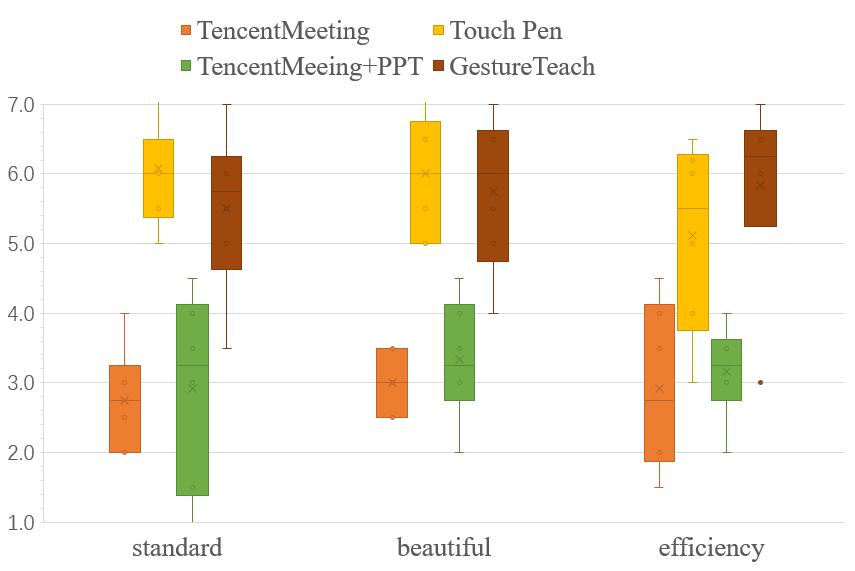 TencentMeeting Touch Pen
TencentMeeing+PPT GestureTeach
7.0
6.0
5.0
4.0
3.0
2.0
1.0
standard beautiful efficiency